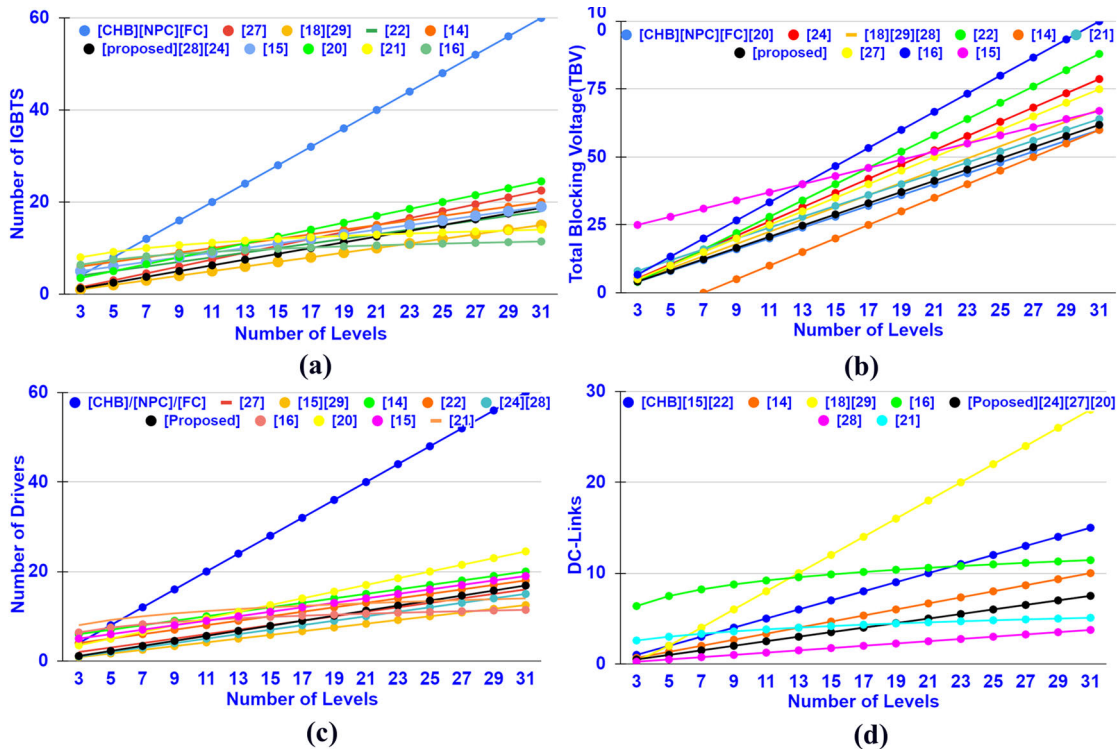 60
[CHB][NPC][FC] [27] [18][29] [22] [14]
[proposed][28][24] [15] [20] [21] [16]
40
20
0
Number of IGBTS
3 5 7 9 11 13 15 17 19 21 23 25 27 29 31
Number of Levels
(a)
10
0
[CHB][NPC][FC][20] [24] [18][29][28] [22] [14] [21]
[proposed] [27] [16] [15]
75
50
25
0
Total Blocking Voltage(TBV)
3 5 7 9 11 13 15 17 19 21 23 25 27 29 31
Number of Levels
(b)
60
[CHB]/[NPC]/[FC] [27] [15][29] [14] [22] [24][28]
[Proposed] [16] [20] [15] [21]
40
20
0
Number of Drivers
3 5 7 9 11 13 15 17 19 21 23 25 27 29 31
Number of Levels
(c)
30
[CHB][15][22] [14] [18][29] [16] [Poposed][24][27][20]
[28] [21]
20
10
0
DC-Links
3 5 7 9 11 13 15 17 19 21 23 25 27 29 31
Number of Levels
(d)